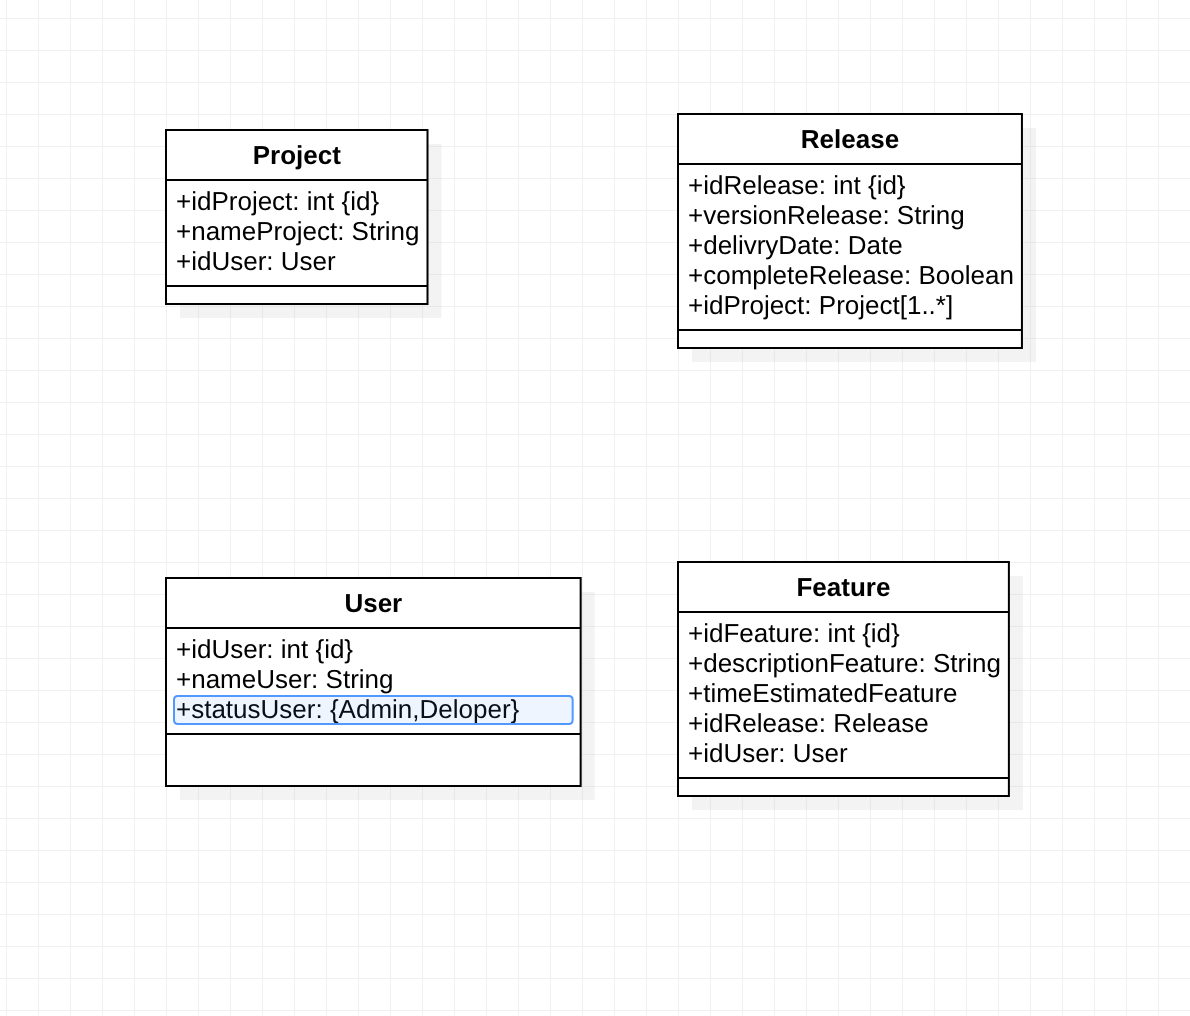 Project
+idProject: int {id}
+nameProject: String
+idUser: User
Release
+idRelease: int {id}
+versionRelease: String
+delivryDate: Date
+completeRelease: Boolean
+idProject: Project[1..*]
User
+idUser: int {id}
+nameUser: String
+statusUser: {Admin,Deloper}
Feature
+idFeature: int {id}
+descriptionFeature: String
+timeEstimatedFeature
+idRelease: Release
+idUser: User